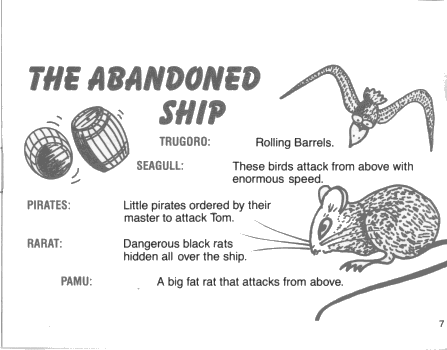 THE ABANDONED
SHIP
TRUGORO: Rolling Barrels.
SEAGULL: These birds attack from above with
enormous speed.
PIRATES: Little pirates ordered by their
master to attack Tom.
RARAT: Dangerous black rats
hidden all over the ship.
PAMU: A big fat rat that attacks from above.
7